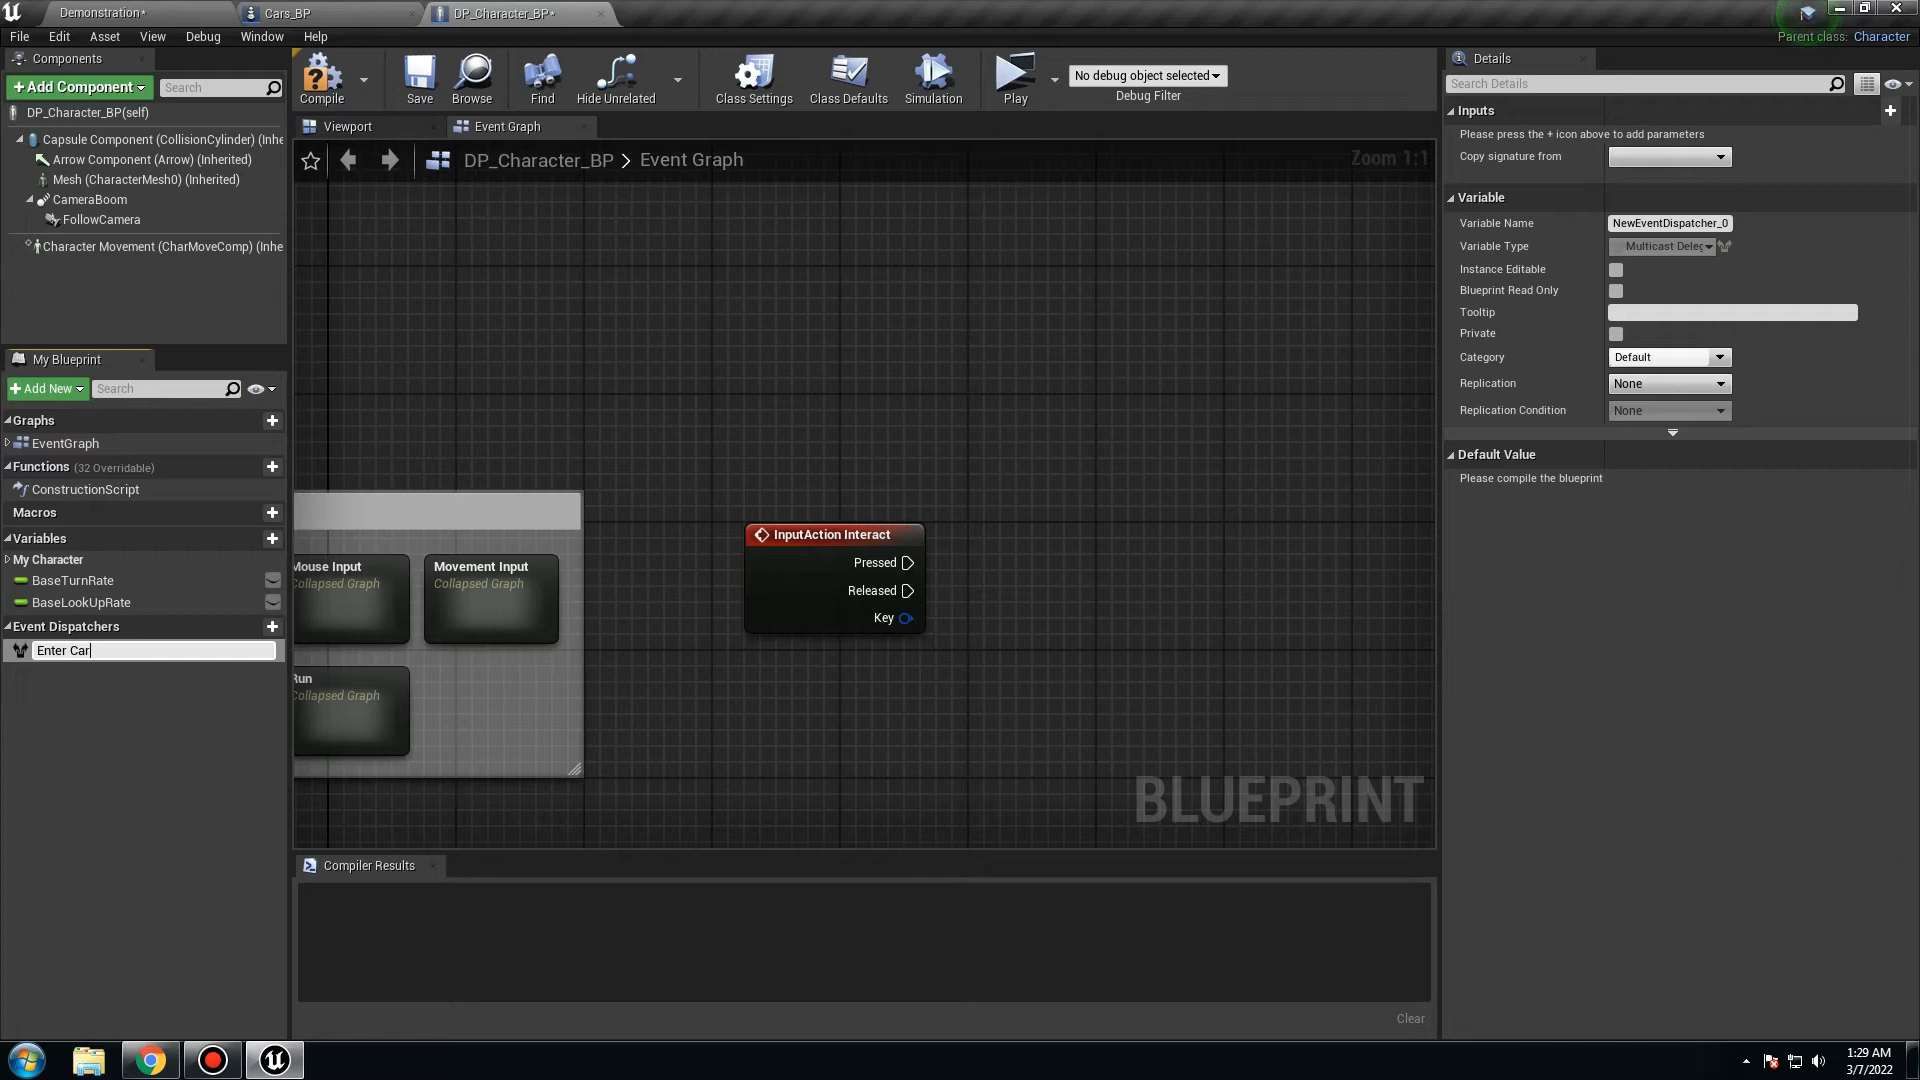 Demonstration*
Cars_BP
DP_Character_BP*
File Edit Asset View Debug Window Help
Parent class: Character
Components
+ Add Component
Search
DP_Character_BP(self)
Capsule Component (CollisionCylinder) (Inhe
Arrow Component (Arrow) (Inherited)
Mesh (CharacterMesh0) (Inherited)
CameraBoom
FollowCamera
Character Movement (CharMoveComp) (Inhe
My Blueprint
+ Add New
Search
Graphs
EventGraph
Functions (32 Overridable)
ConstructionScript
Macros
Variables
My Character
BaseTurnRate
BaseLookUpRate
Event Dispatchers
Enter Car
Compile
Save
Browse
Find
Hide Unrelated
Class Settings
Class Defaults
Simulation
Play
No debug object selected
Debug Filter
Viewport
Event Graph
DP_Character_BP > Event Graph
Zoom 1:1
Mouse Input
Collapsed Graph
Movement Input
Collapsed Graph
Run
Collapsed Graph
InputAction Interact
Pressed
Released
Key
BLUEPRINT
Compiler Results
Clear
Details
Search Details
Inputs
Please press the + icon above to add parameters
Copy signature from
Variable
Variable Name NewEventDispatcher_0
Variable Type Multicast Deleg
Instance Editable
Blueprint Read Only
Tooltip
Private
Category Default
Replication None
Replication Condition None
Default Value
Please compile the blueprint
1:29 AM
3/7/2022